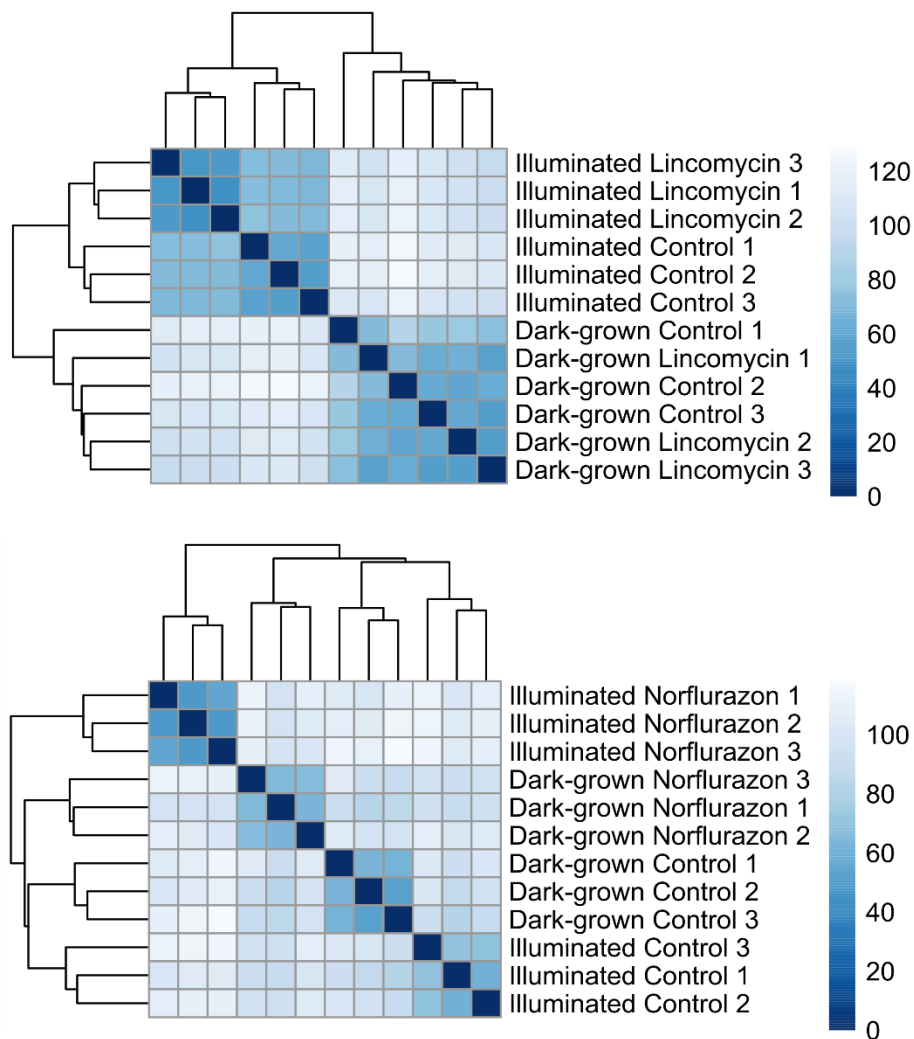 Illuminated Lincomycin 3
Illuminated Lincomycin 1
Illuminated Lincomycin 2
Illuminated Control 1
Illuminated Control 2
Illuminated Control 3
Dark-grown Control 1
Dark-grown Lincomycin 1
Dark-grown Control 2
Dark-grown Control 3
Dark-grown Lincomycin 2
Dark-grown Lincomycin 3
120
100
80
60
40
20
0
Illuminated Norflurazon 1
Illuminated Norflurazon 2
Illuminated Norflurazon 3
Dark-grown Norflurazon 3
Dark-grown Norflurazon 1
Dark-grown Norflurazon 2
Dark-grown Control 1
Dark-grown Control 2
Dark-grown Control 3
Illuminated Control 3
Illuminated Control 1
Illuminated Control 2
100
80
60
40
20
0